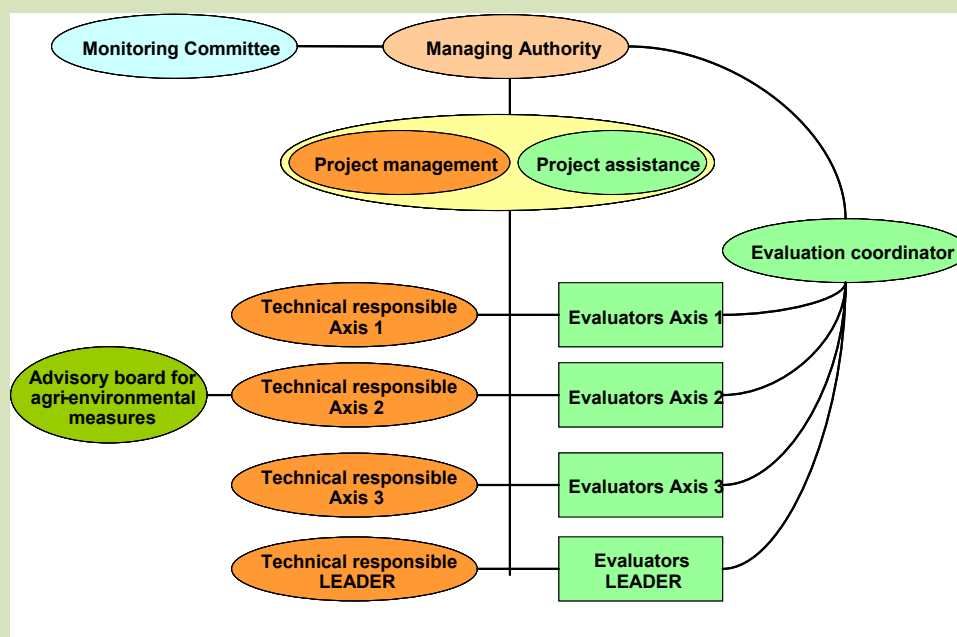 Monitoring Committee
Managing Authority
Project management
Project assistance
Evaluation coordinator
Technical responsible
Axis 1
Evaluators Axis 1
Advisory board for
agri-environmental
measures
Technical responsible
Axis 2
Evaluators Axis 2
Technical responsible
Axis 3
Evaluators Axis 3
Technical responsible
LEADER
Evaluators
LEADER